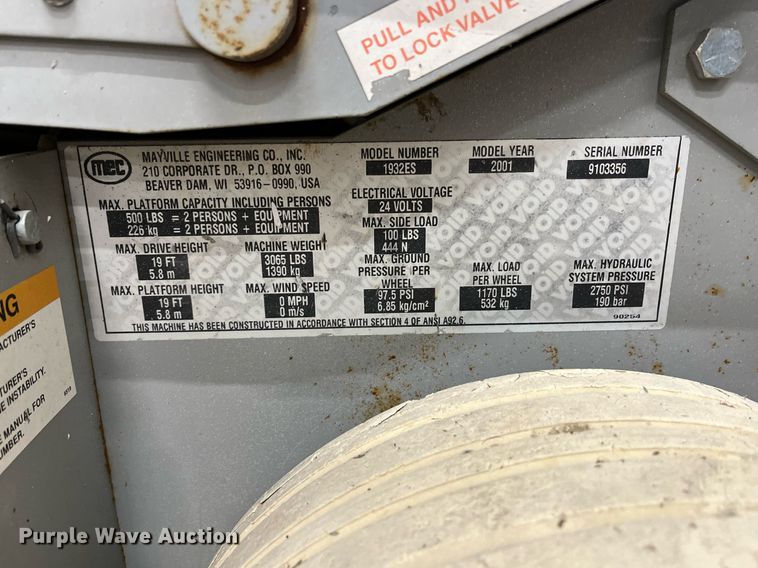 PULL AND
TO LOCK VALVE
mec
MAYVILLE ENGINEERING CO., INC.
210 CORPORATE DR., P.O. BOX 990
BEAVER DAM, WI 53916-0990, USA
MODEL NUMBER
1932ES
MODEL YEAR
2001
SERIAL NUMBER
9103356
MAX. PLATFORM CAPACITY INCLUDING PERSONS
500 LBS = 2 PERSONS + EQUIPMENT
226 kg = 2 PERSONS + EQUIPMENT
ELECTRICAL VOLTAGE
24 VOLTS
MAX. SIDE LOAD
100 LBS
444 N
MAX. DRIVE HEIGHT
19 FT
5.8 m
MACHINE WEIGHT
3065 LBS
1390 kg
MAX. GROUND
PRESSURE PER
WHEEL
97.5 PSI
6.85 kg/cm²
MAX. LOAD
PER WHEEL
1170 LBS
532 kg
MAX. HYDRAULIC
SYSTEM PRESSURE
2750 PSI
190 bar
MAX. PLATFORM HEIGHT
19 FT
5.8 m
MAX. WIND SPEED
0 MPH
0 m/s
THIS MACHINE HAS BEEN CONSTRUCTED IN ACCORDANCE WITH SECTION 4 OF ANSI A92.6.
90254
VOID
NG
INSTABILITY.
MANUAL FOR
Purple Wave Auction